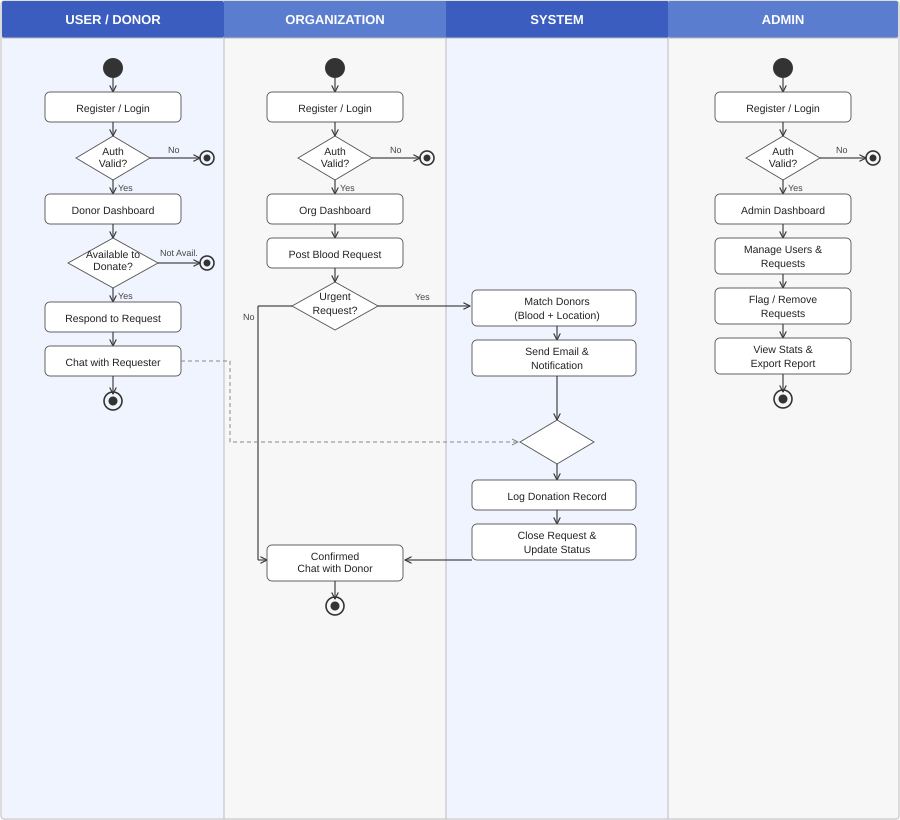 USER / DONOR
ORGANIZATION
SYSTEM
ADMIN
Register / Login
Auth
Valid?
No
Yes
Donor Dashboard
Available to
Donate?
Not Avail.
Yes
Respond to Request
Chat with Requester
Register / Login
Auth
Valid?
No
Yes
Org Dashboard
Post Blood Request
Urgent
Request?
Yes
No
Confirmed
Chat with Donor
Match Donors
(Blood + Location)
Send Email &
Notification
Log Donation Record
Close Request &
Update Status
Register / Login
Auth
Valid?
No
Yes
Admin Dashboard
Manage Users &
Requests
Flag / Remove
Requests
View Stats &
Export Report